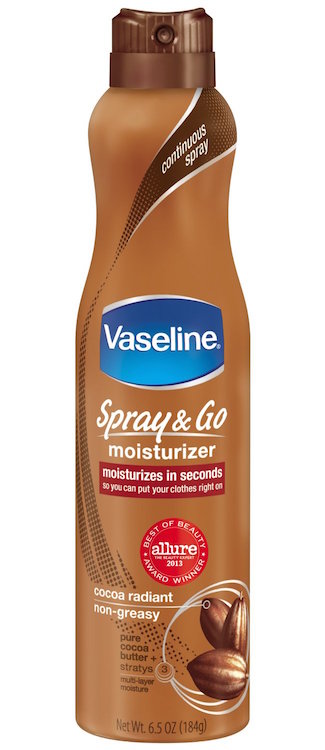 continuous
spray
Vaseline®
Spray & Go
moisturizer
moisturizes in seconds
so you can put your clothes right on
BEST OF BEAUTY
allure
THE BEAUTY EXPERT
2013
AWARD WINNER
cocoa radiant
non-greasy
pure
cocoa
butter +
stratys 3
multi-layer
moisture
Net Wt. 6.5 OZ (184g)